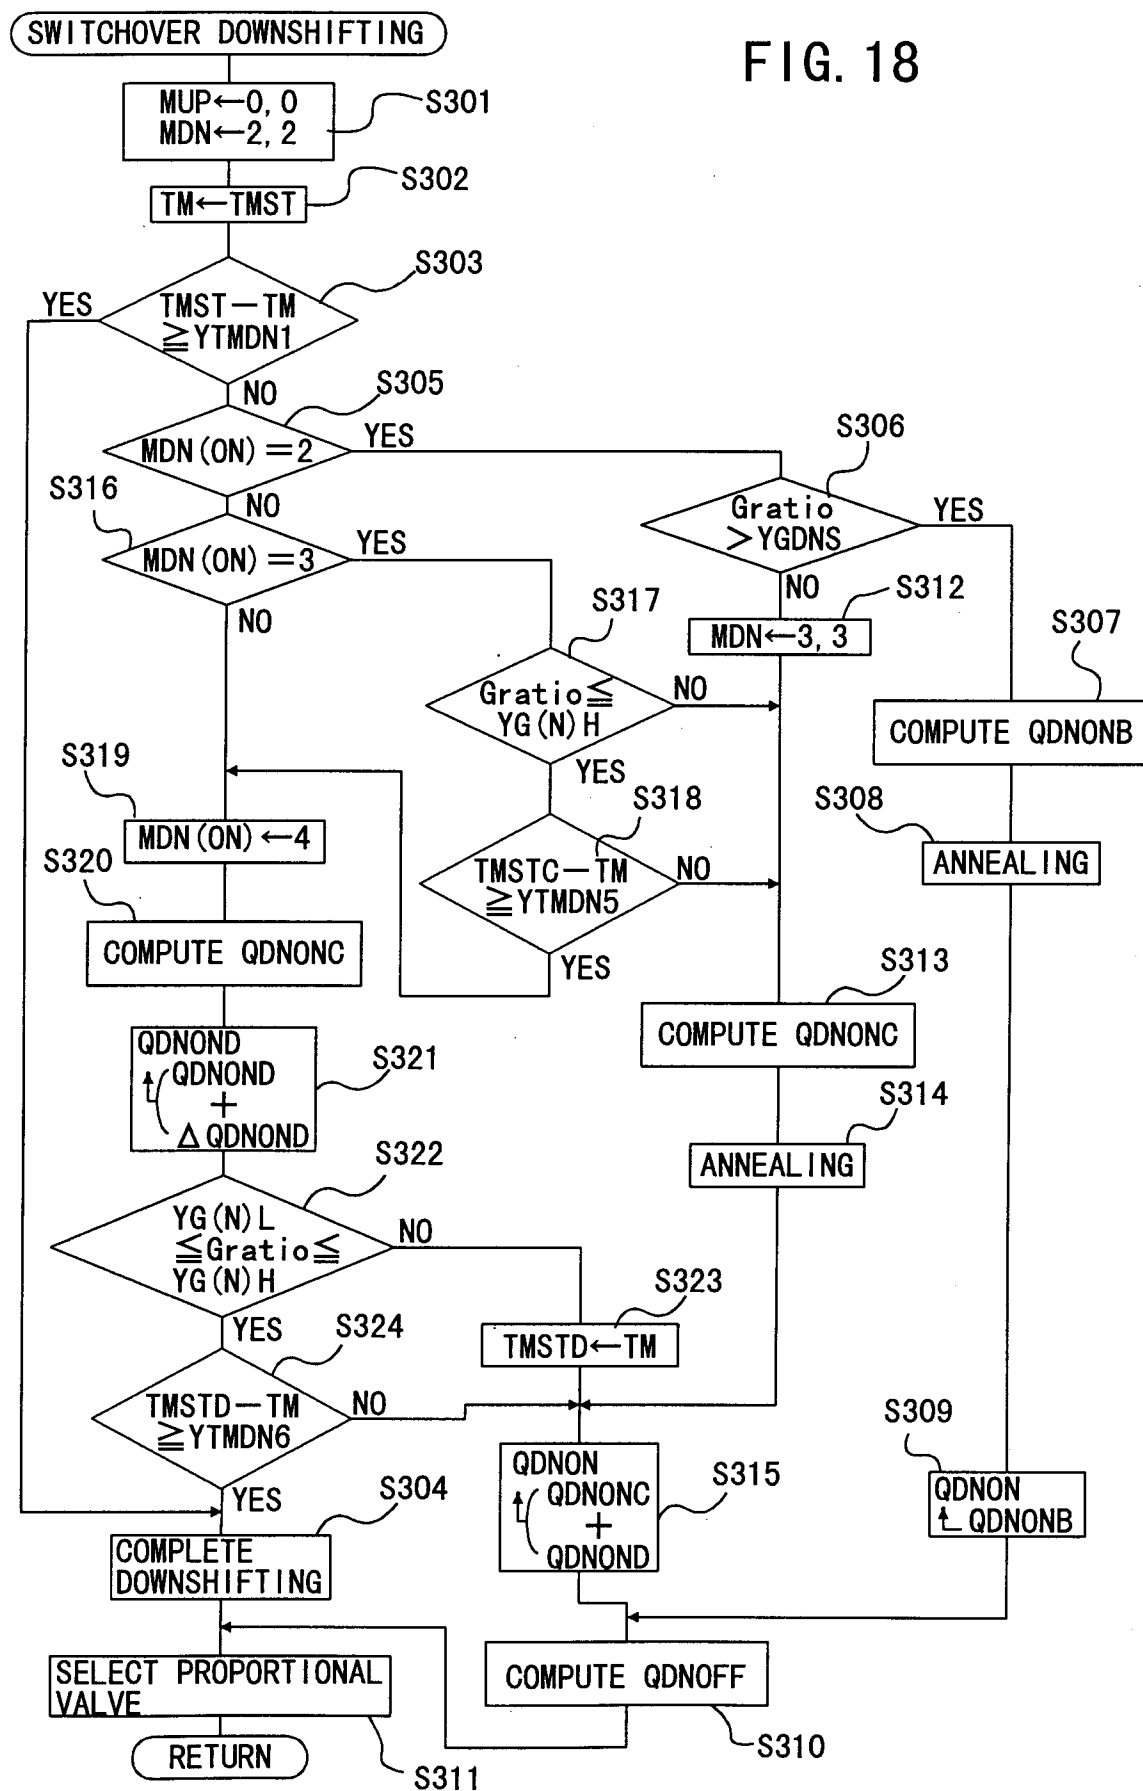 SWITCHOVER DOWNSHIFTING
FIG. 18
MUP←0, 0
MDN←2, 2
S301
TM←TMST
S302
S303
YES
TMST−TM
≧YTMDN1
NO
S305
MDN(ON)=2
YES
S306
S316
NO
Gratio
>YGDNS
YES
MDN(ON)=3
YES
NO
S312
NO
S317
MDN←3, 3
S307
Gratio≦
YG(N)H
NO
COMPUTE QDNONB
YES
S319
S318
S308
MDN(ON)←4
ANNEALING
S320
TMSTC−TM
≧YTMDN5
NO
COMPUTE QDNONC
YES
S313
COMPUTE QDNONC
QDNOND
QDNOND
+
ΔQDNOND
S321
S314
ANNEALING
S322
YG(N)L
≦Gratio≦
YG(N)H
NO
S323
YES
S324
TMSTD←TM
TMSTD−TM
≧YTMDN6
NO
S309
YES
S304
QDNON
QDNONC
+
QDNOND
S315
QDNON
QDNONB
COMPLETE
DOWNSHIFTING
SELECT PROPORTIONAL
VALVE
COMPUTE QDNOFF
RETURN
S311
S310